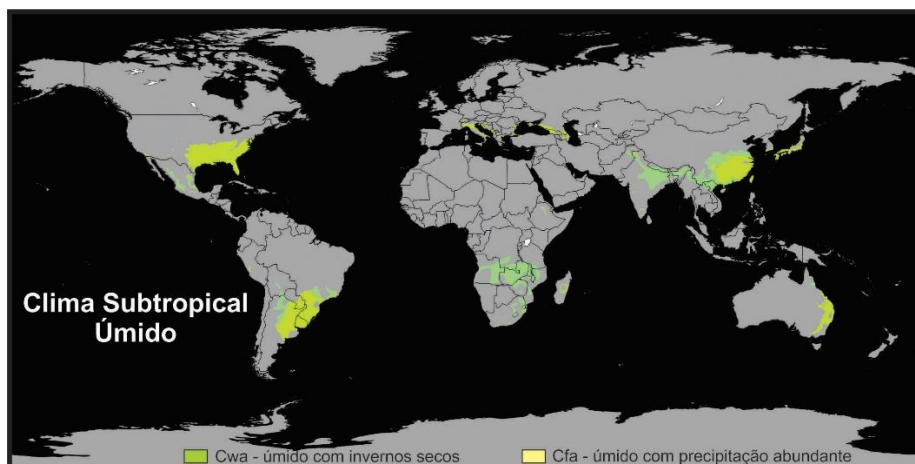 Clima Subtropical
Úmido
Cwa - úmido com invernos secos
Cfa - úmido com precipitação abundante